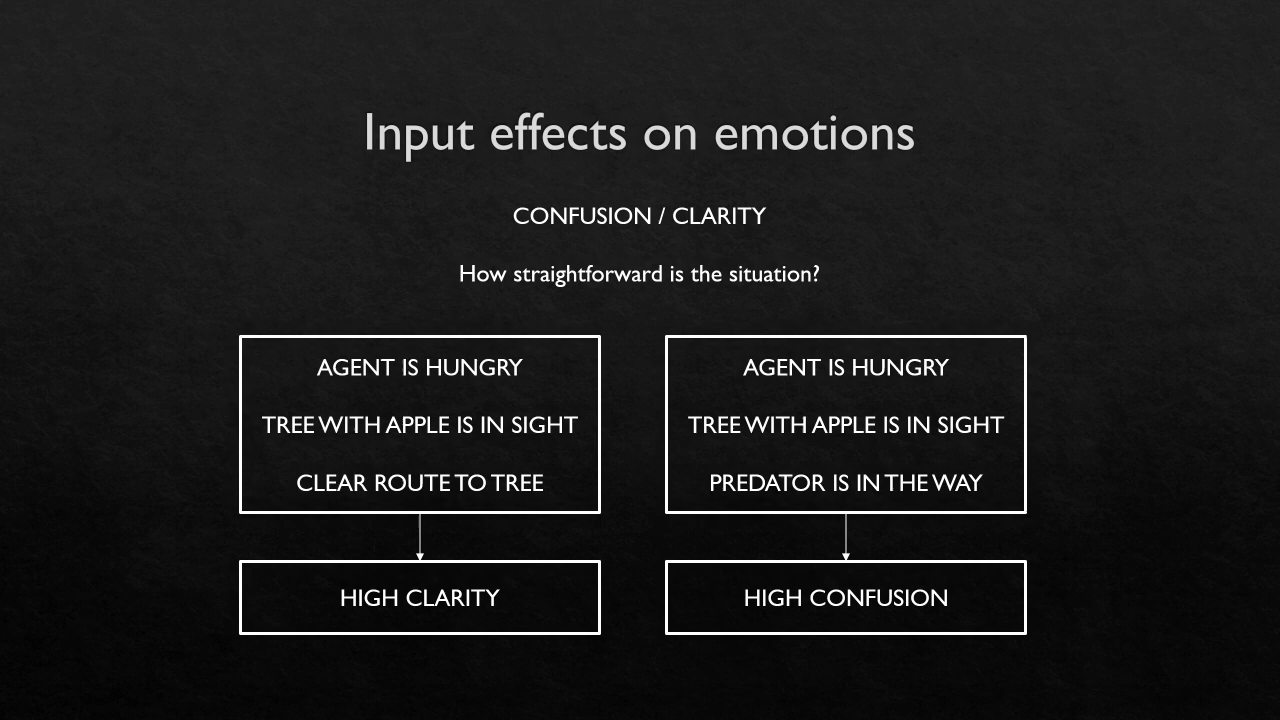 Input effects on emotions
CONFUSION / CLARITY
How straightforward is the situation?
AGENT IS HUNGRY
TREE WITH APPLE IS IN SIGHT
CLEAR ROUTE TO TREE
HIGH CLARITY
AGENT IS HUNGRY
TREE WITH APPLE IS IN SIGHT
PREDATOR IS IN THE WAY
HIGH CONFUSION